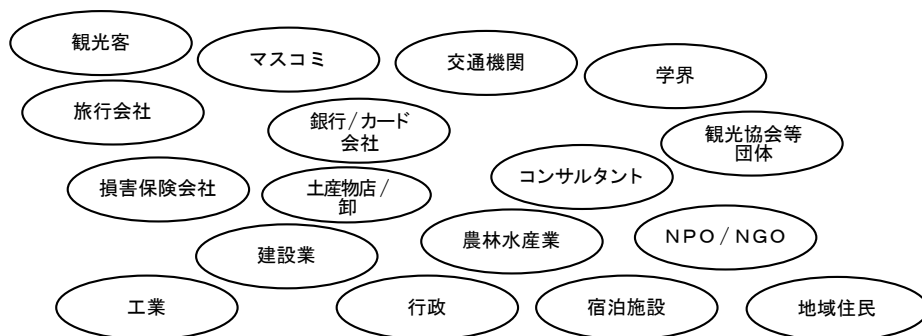 観光客
マスコミ
交通機関
学界
旅行会社
銀行/カード
会社
観光協会等
団体
損害保険会社
土産物店/
卸
コンサルタント
建設業
農林水産業
NPO/NGO
工業
行政
宿泊施設
地域住民